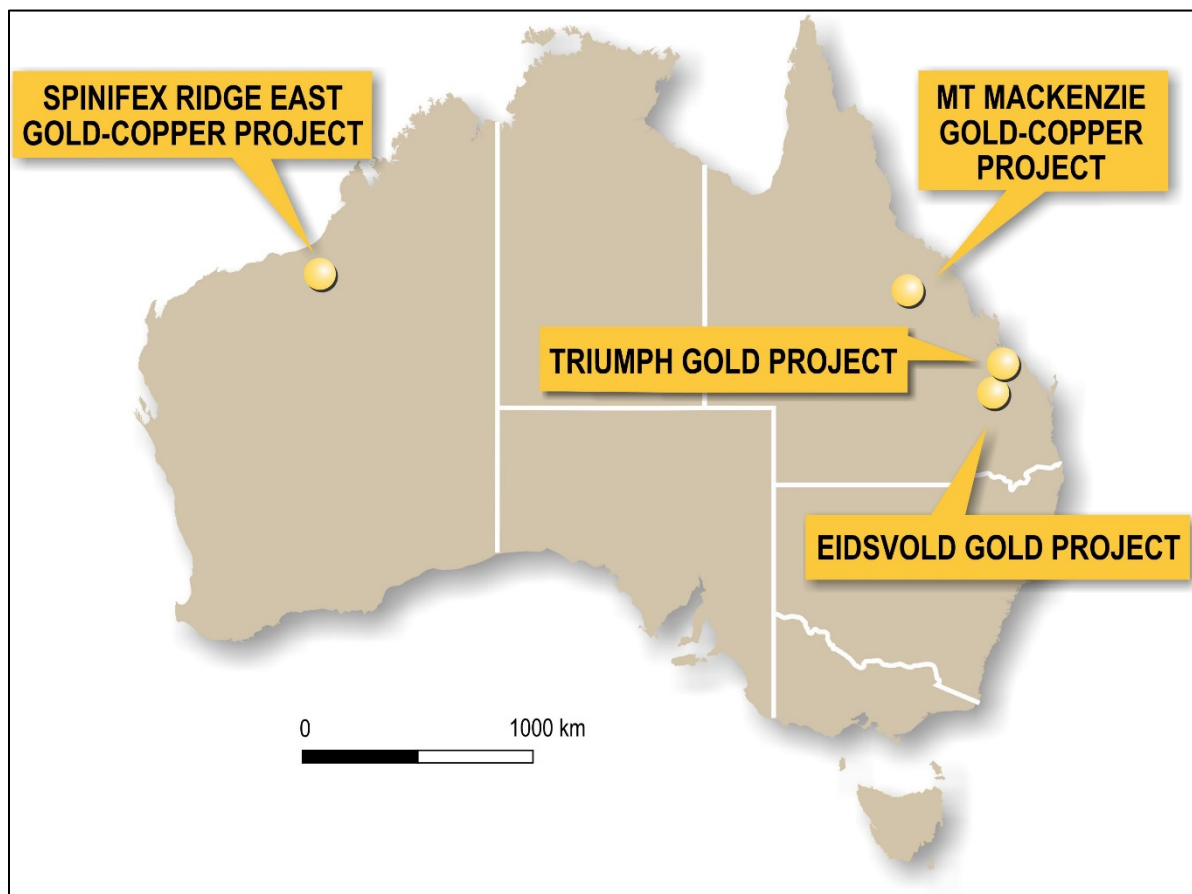 SPINIFEX RIDGE EAST
GOLD-COPPER PROJECT
MT MACKENZIE
GOLD-COPPER
PROJECT
TRIUMPH GOLD PROJECT
EIDSVOLD GOLD PROJECT
0 1000 km